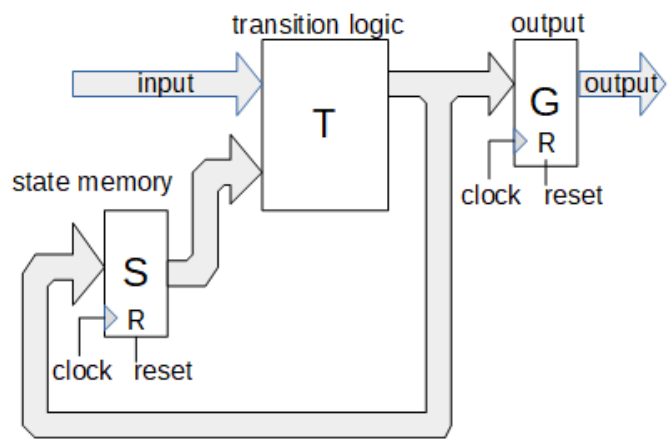 transition logic
output
input
T
G
output
R
clock
reset
state memory
S
R
clock
reset